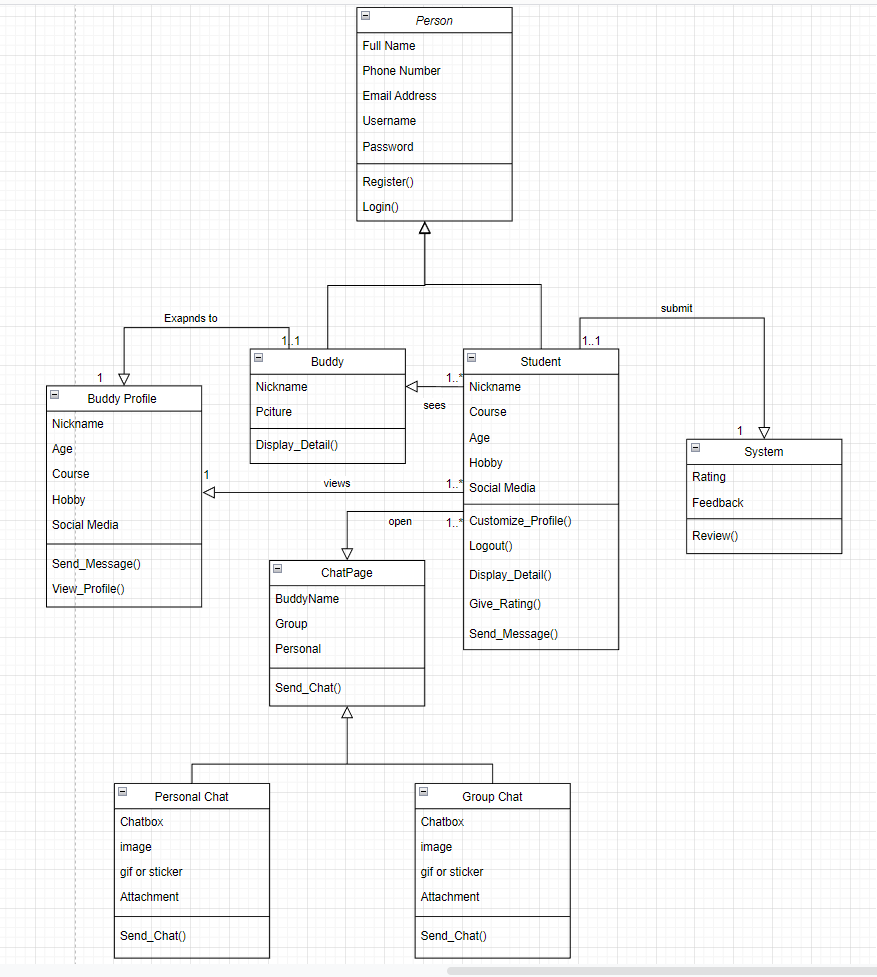 Person
Full Name
Phone Number
Email Address
Username
Password
Register()
Login()
Exapnds to
1..1
1
submit
1..1
1
Buddy
Nickname
Pciture
Display_Detail()
1..*
sees
Student
Nickname
Course
Age
Hobby
Social Media
Customize_Profile()
Logout()
Display_Detail()
Give_Rating()
Send_Message()
Buddy Profile
Nickname
Age
Course
Hobby
Social Media
Send_Message()
View_Profile()
1
views
1..*
open
1..*
System
Rating
Feedback
Review()
ChatPage
BuddyName
Group
Personal
Send_Chat()
Personal Chat
Chatbox
image
gif or sticker
Attachment
Send_Chat()
Group Chat
Chatbox
image
gif or sticker
Attachment
Send_Chat()